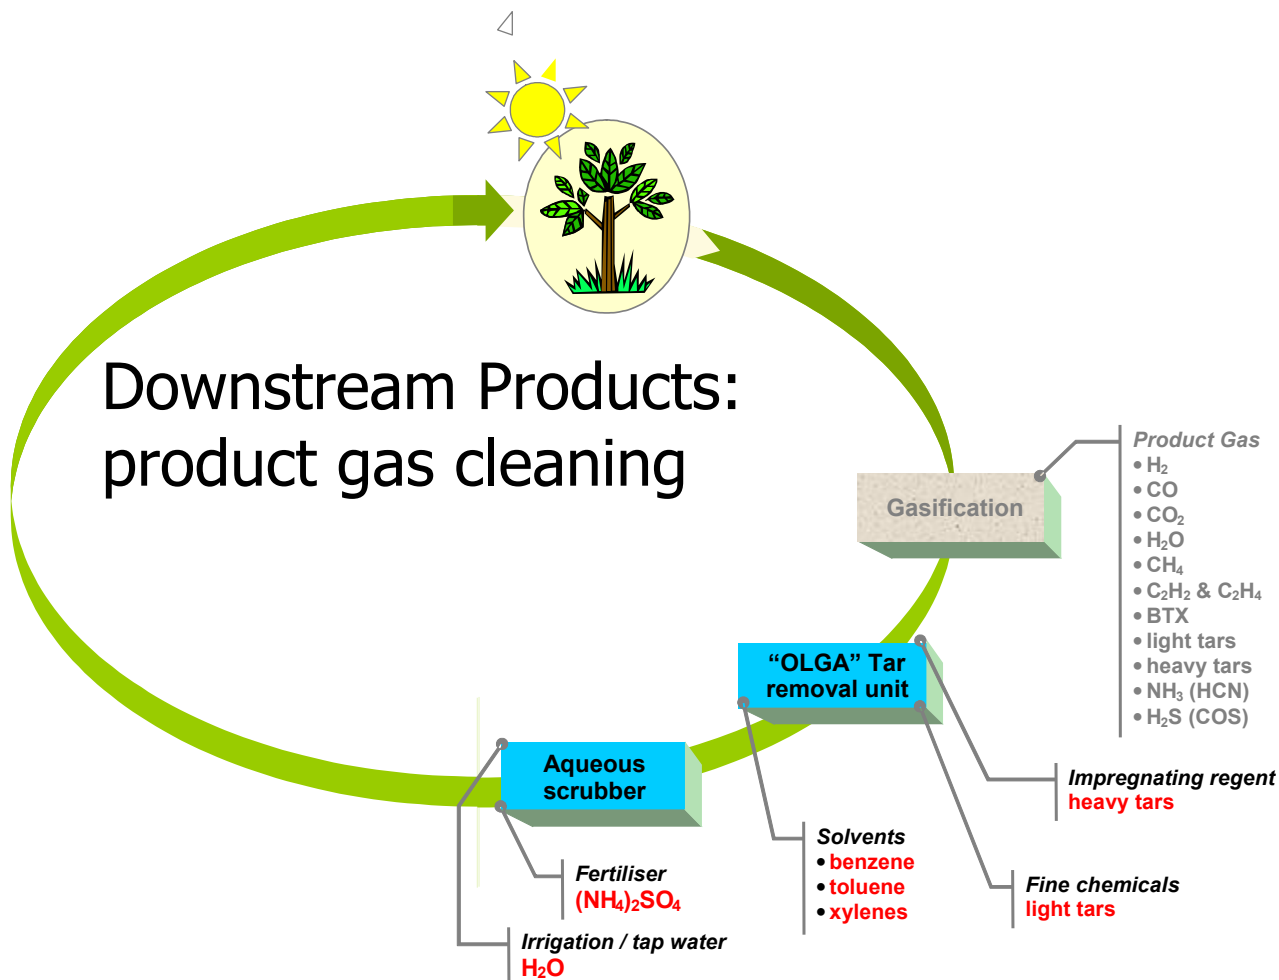 Downstream Products:
product gas cleaning
Product Gas
• H₂
• CO
• CO₂
• H₂O
• CH₄
• C₂H₂ & C₂H₄
• BTX
• light tars
• heavy tars
• NH₃ (HCN)
• H₂S (COS)
Gasification
“OLGA” Tar
removal unit
Impregnating regent
heavy tars
Aqueous
scrubber
Solvents
• benzene
• toluene
• xylenes
Fine chemicals
light tars
Fertiliser
(NH₄)₂SO₄
Irrigation / tap water
H₂O